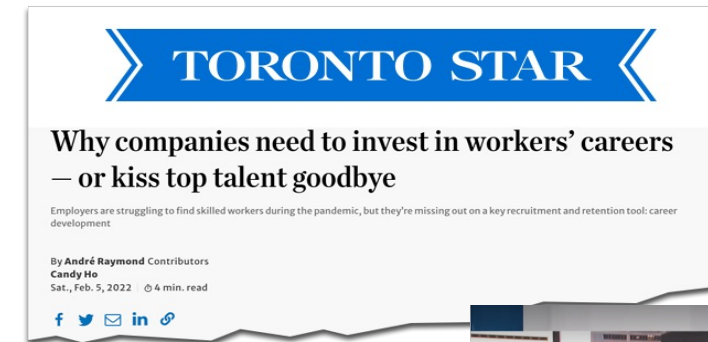 TORONTO STAR
Why companies need to invest in workers’ careers
— or kiss top talent goodbye
Employers are struggling to find skilled workers during the pandemic, but they’re missing out on a key recruitment and retention tool: career
development
By André Raymond Contributors
Candy Ho
Sat., Feb. 5, 2022 4 min. read